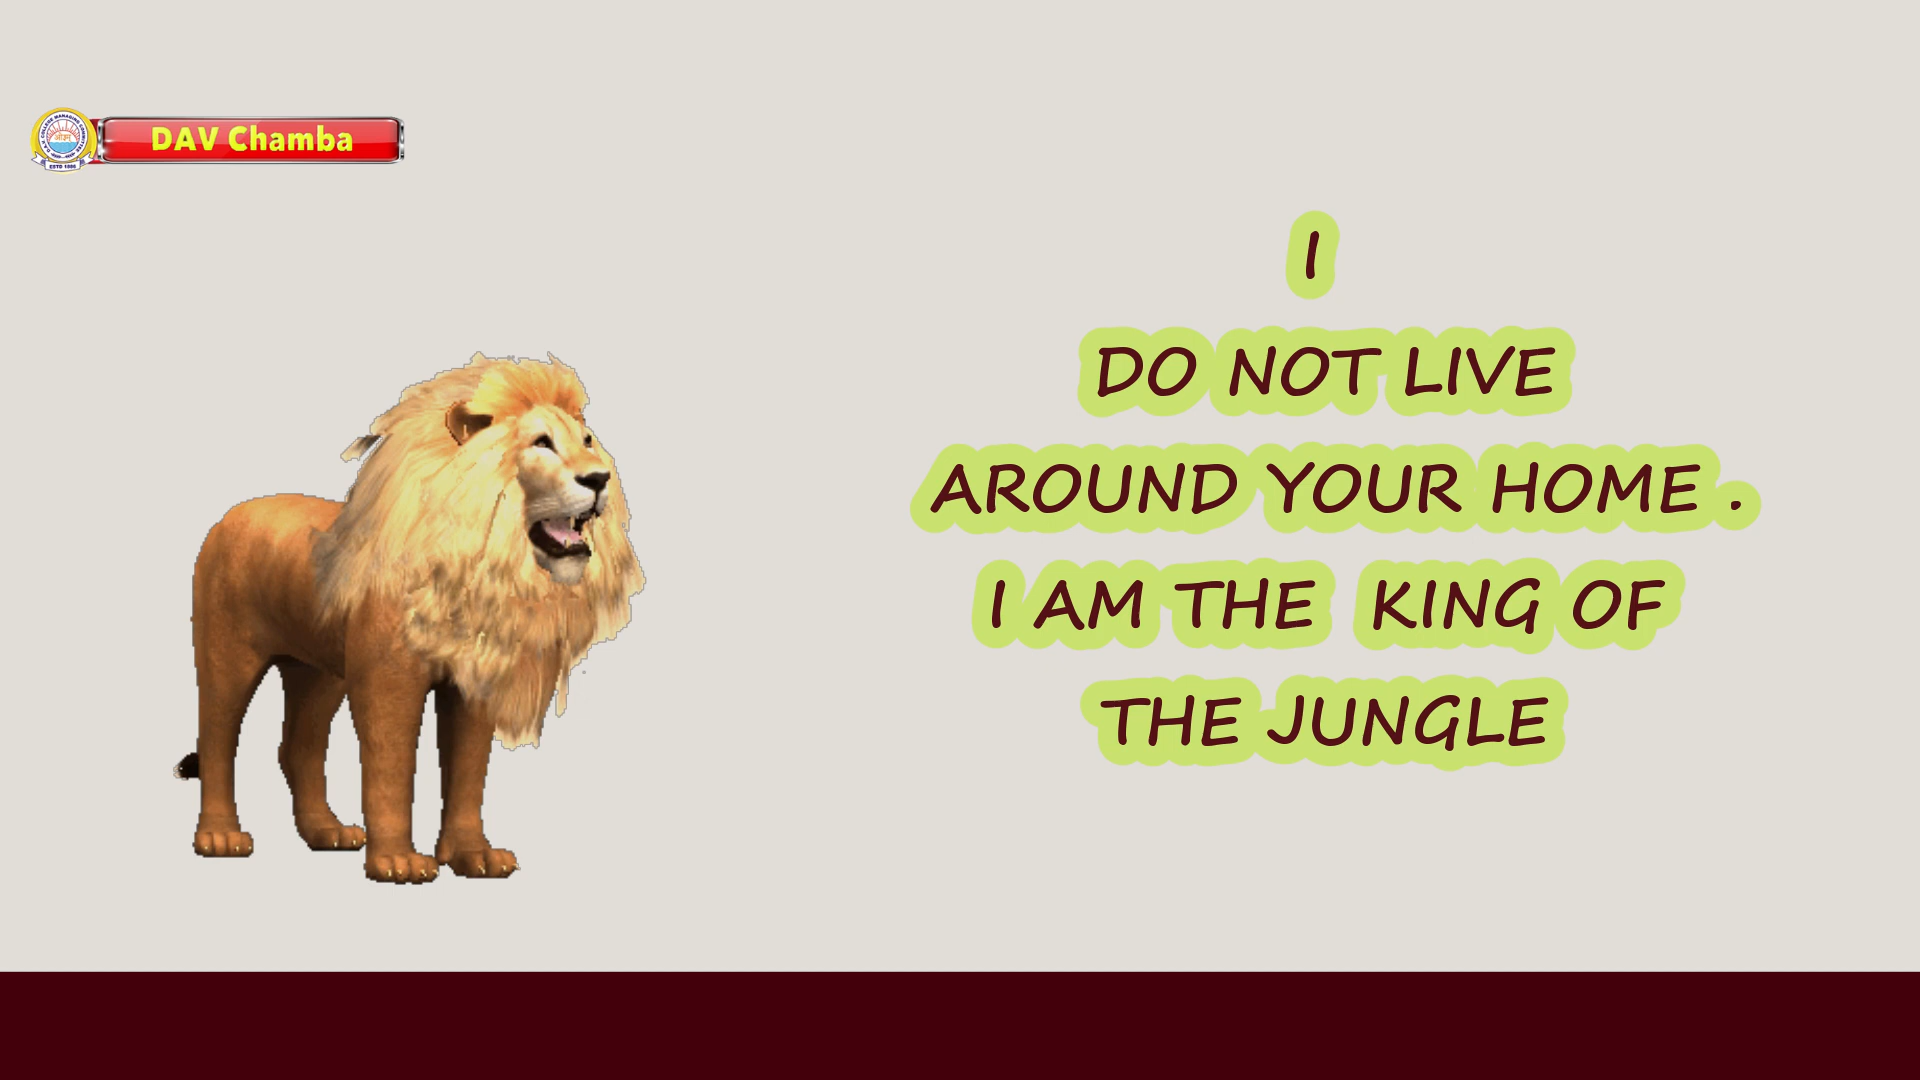 DAV Chamba
I
DO NOT LIVE
AROUND YOUR HOME .
I AM THE KING OF
THE JUNGLE